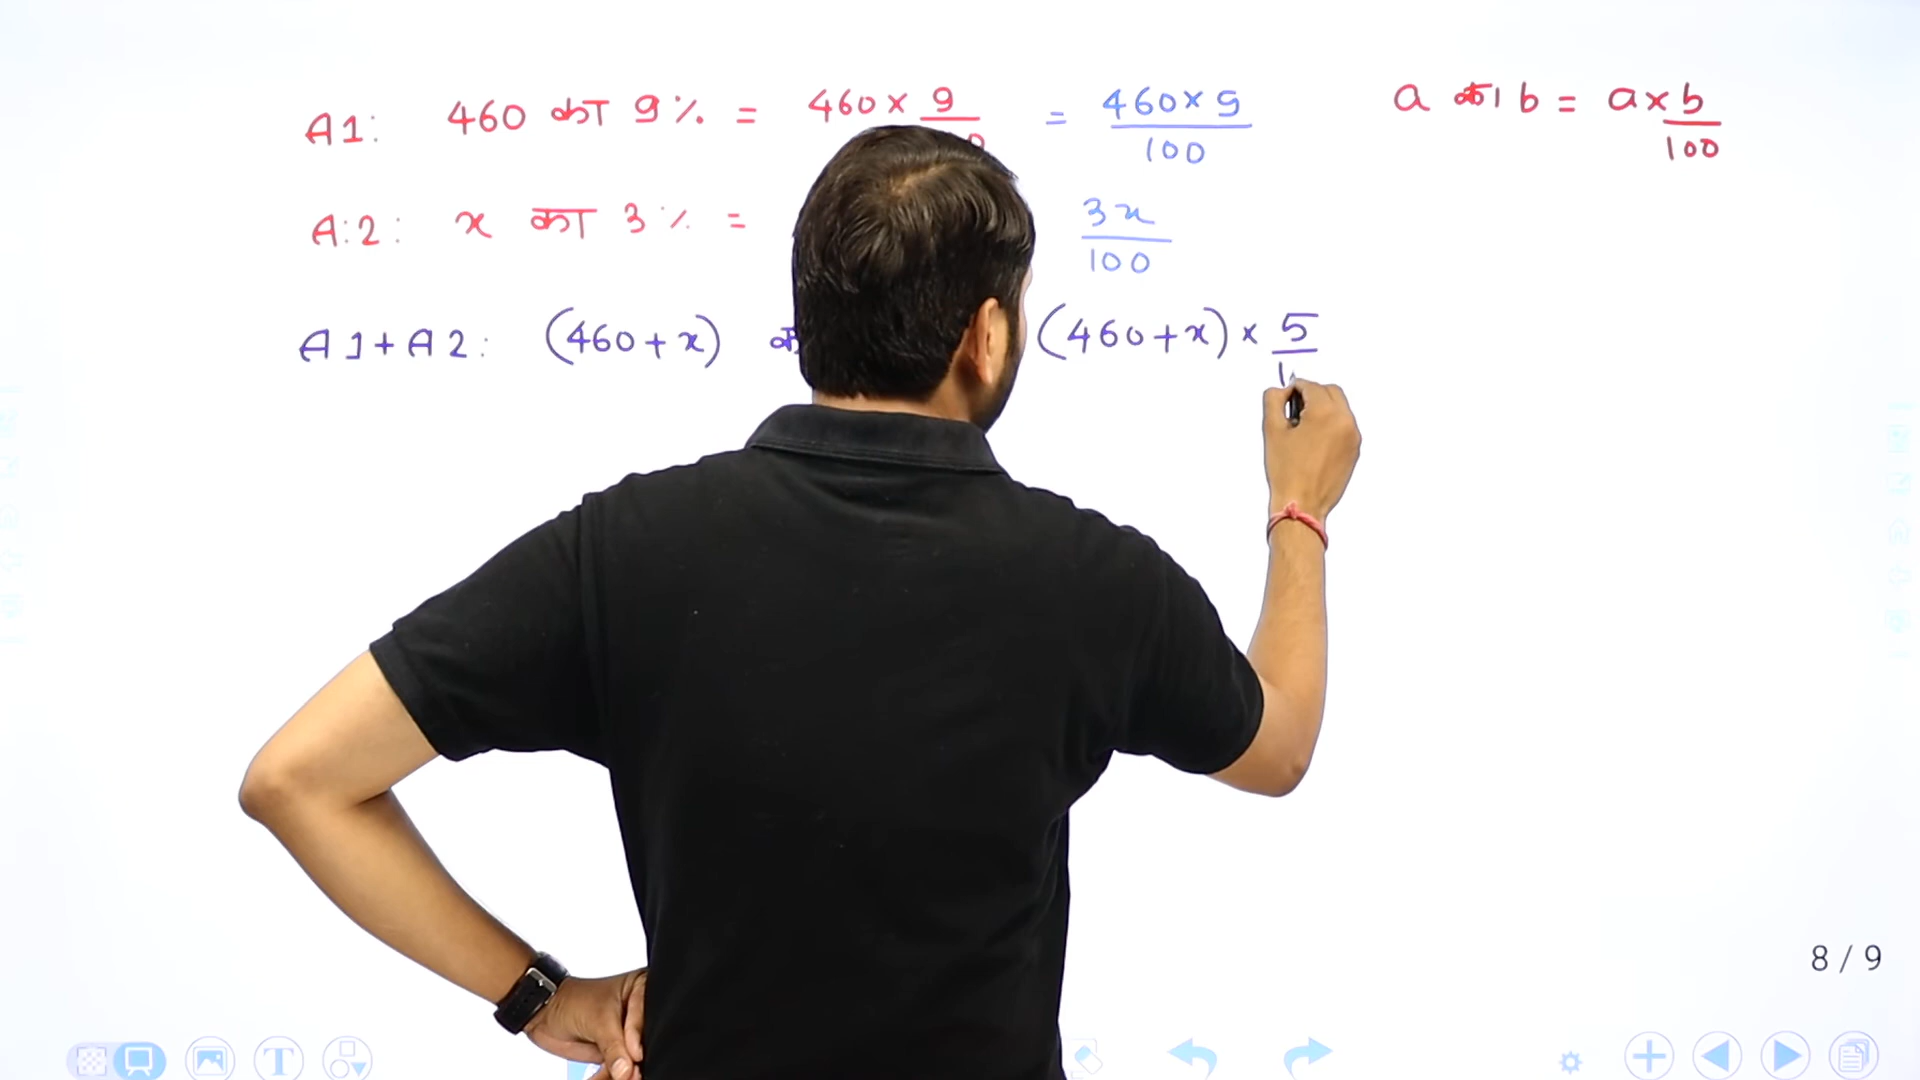 A1: 460 का 9% = 460 × 9 = 460 × 9 / 100
a का b = a × b / 100
A:2: x का 3% = 3x / 100
A1 + A2: (460 + x) (460 + x) × 5
8 / 9
T